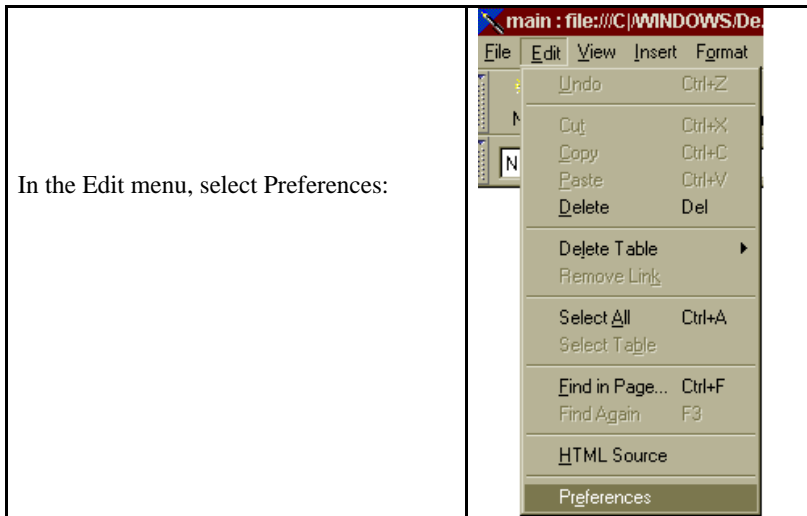 In the Edit menu, select Preferences:
main : file:///C|/WINDOWS/De
File Edit View Insert Format
Undo Ctrl+Z
Cut Ctrl+X
Copy Ctrl+C
N
Paste Ctrl+V
Delete Del
Delete Table
Remove Link
Select All Ctrl+A
Select Table
Find in Page... Ctrl+F
Find Again F3
HTML Source
Preferences